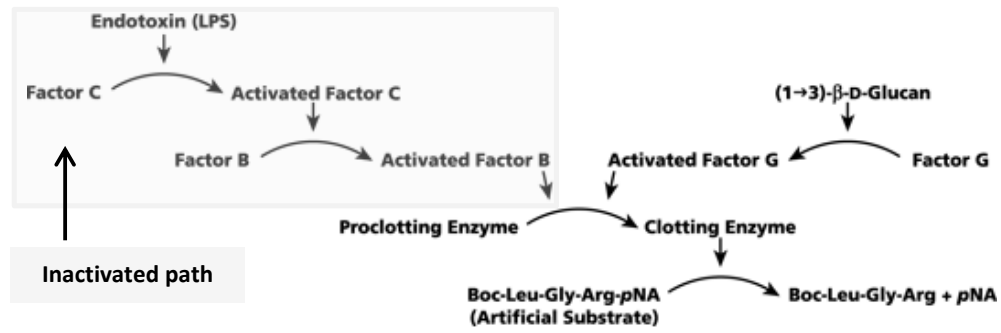 Endotoxin (LPS)
Factor C
Activated Factor C
(1→3)-β-D-Glucan
Factor B
Activated Factor B
Activated Factor G
Factor G
Proclotting Enzyme
Clotting Enzyme
Inactivated path
Boc-Leu-Gly-Arg-pNA
(Artificial Substrate)
Boc-Leu-Gly-Arg + pNA